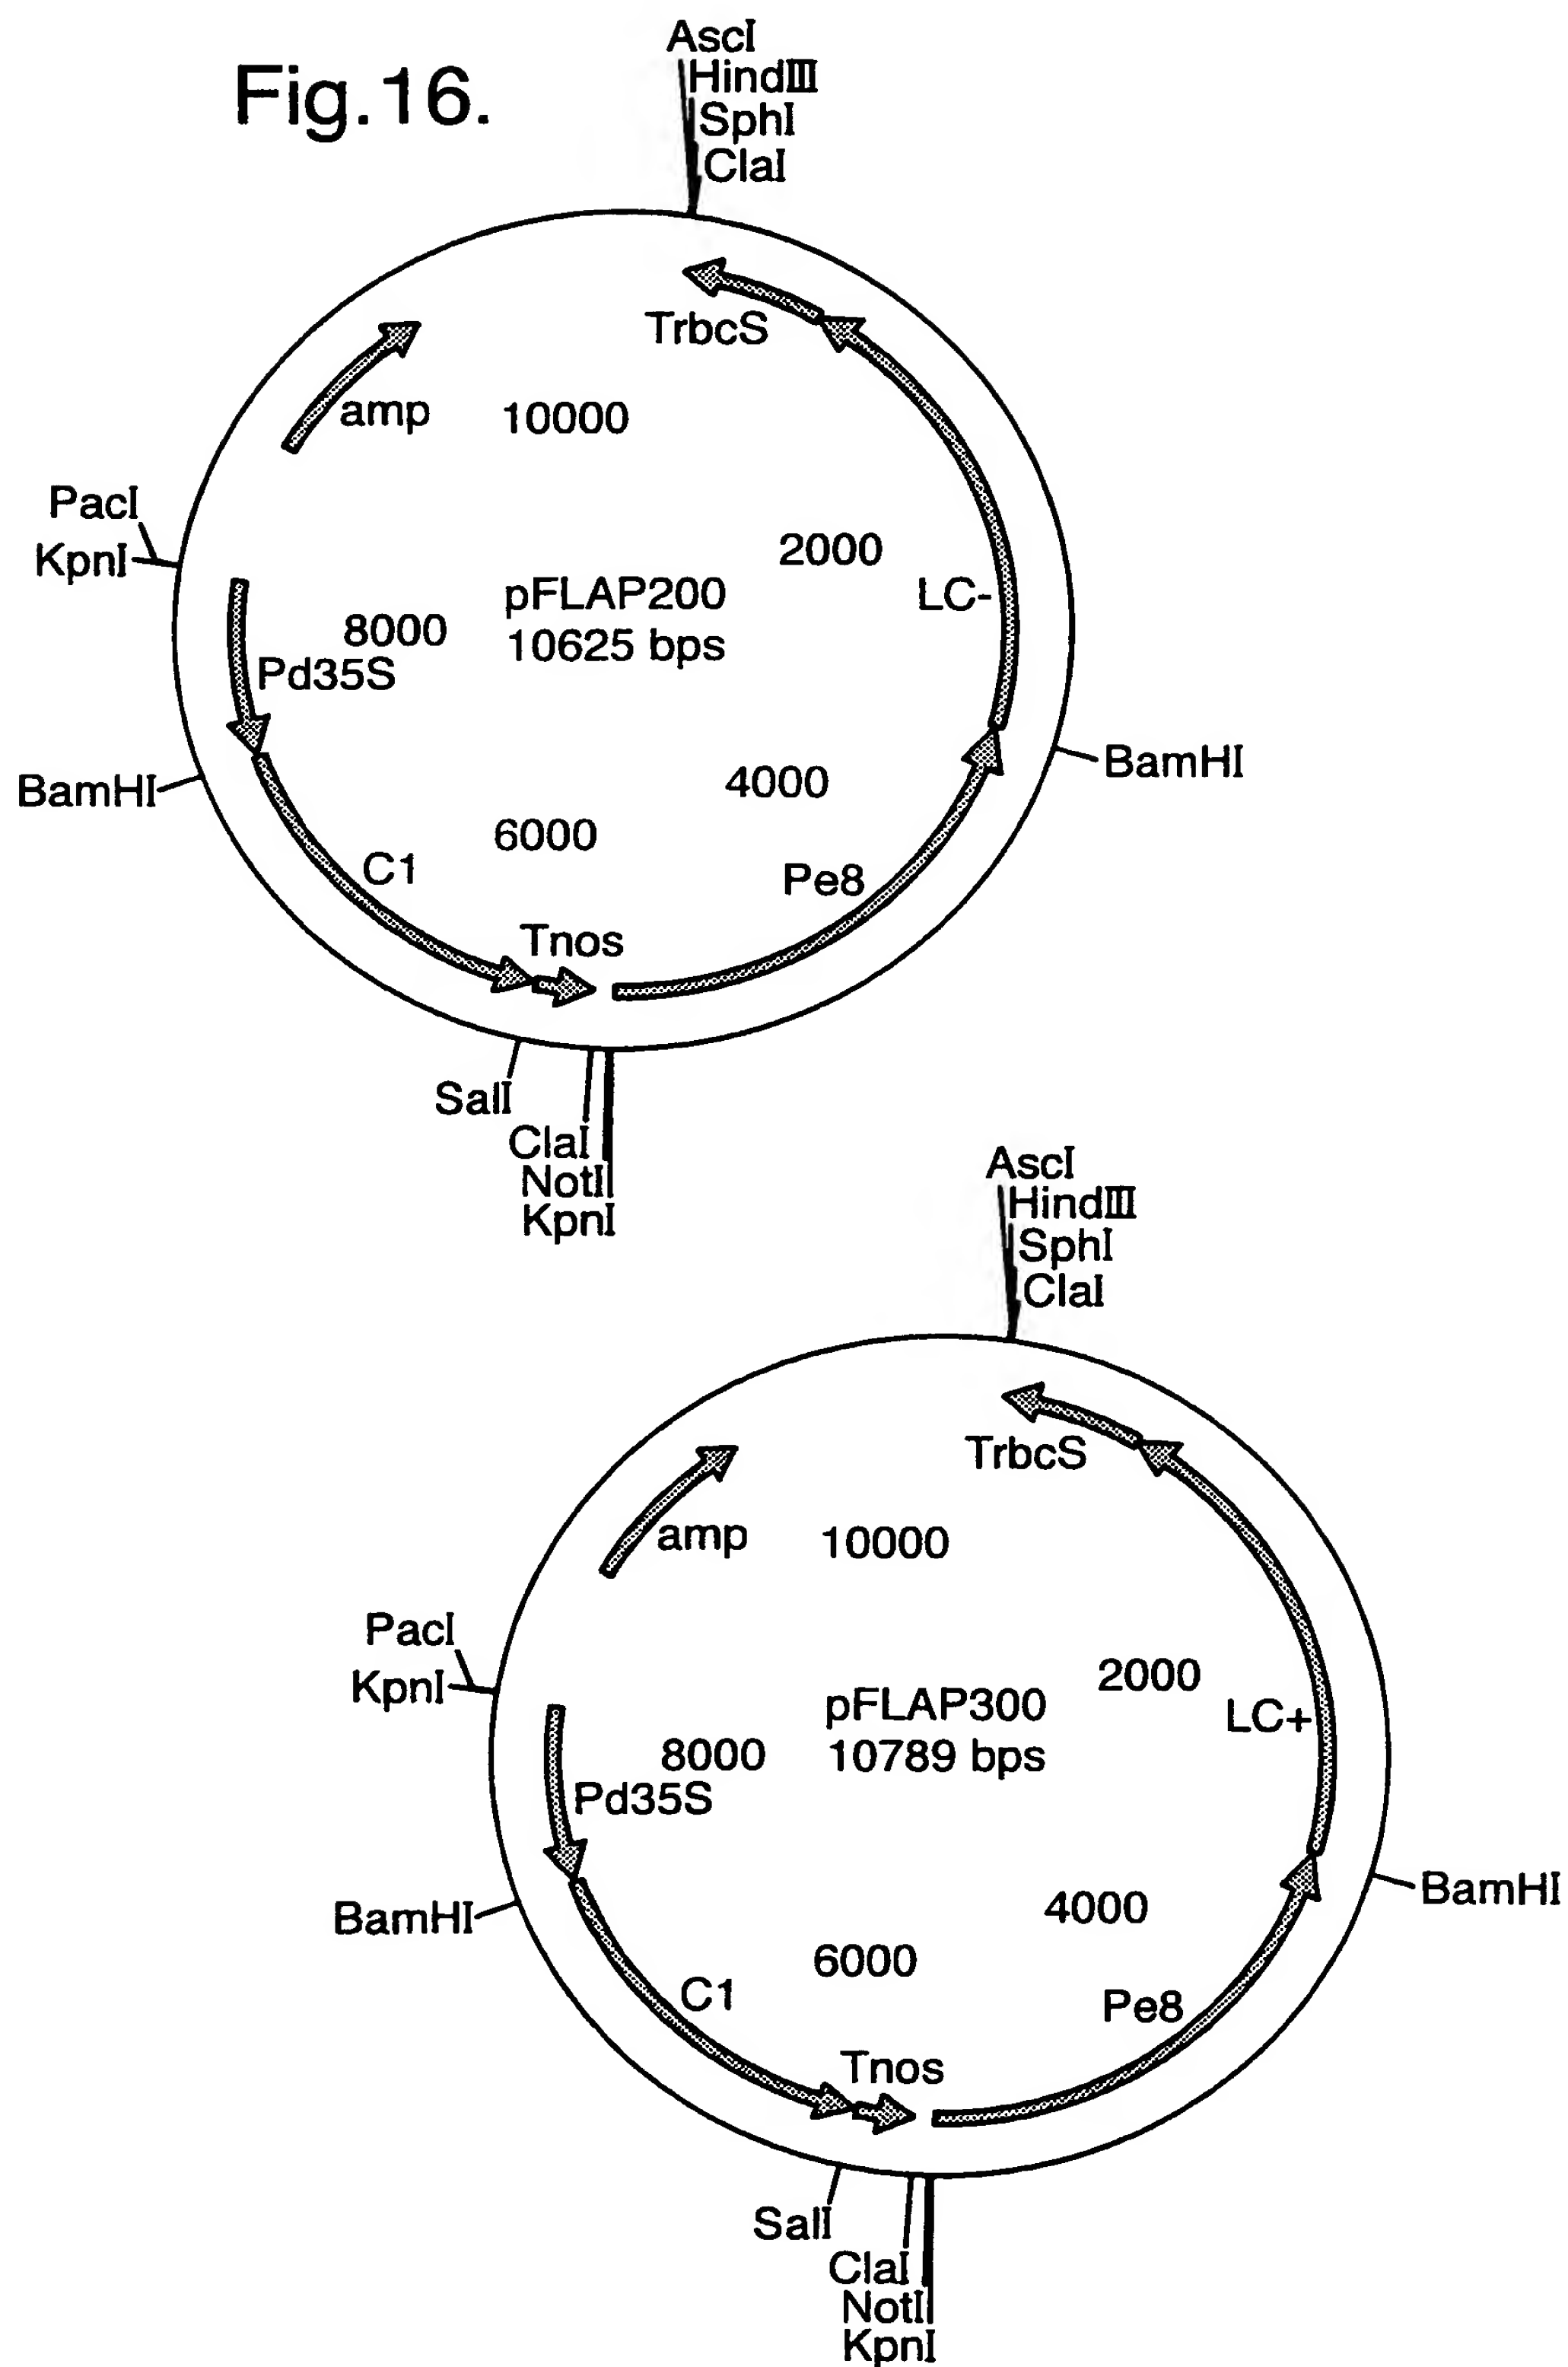 Fig.16.
AscI
HindIII
SphI
ClaI
TrbcS
amp
10000
PacI
KpnI
2000
pFLAP200
10625 bps
LC-
8000
Pd35S
BamHI
BamHI
4000
6000
C1
Pe8
Tnos
SalI
ClaI
NotI
KpnI
AscI
HindIII
SphI
ClaI
TrbcS
amp
10000
PacI
KpnI
2000
pFLAP300
10789 bps
LC+
8000
Pd35S
BamHI
BamHI
4000
6000
C1
Pe8
Tnos
SalI
ClaI
NotI
KpnI